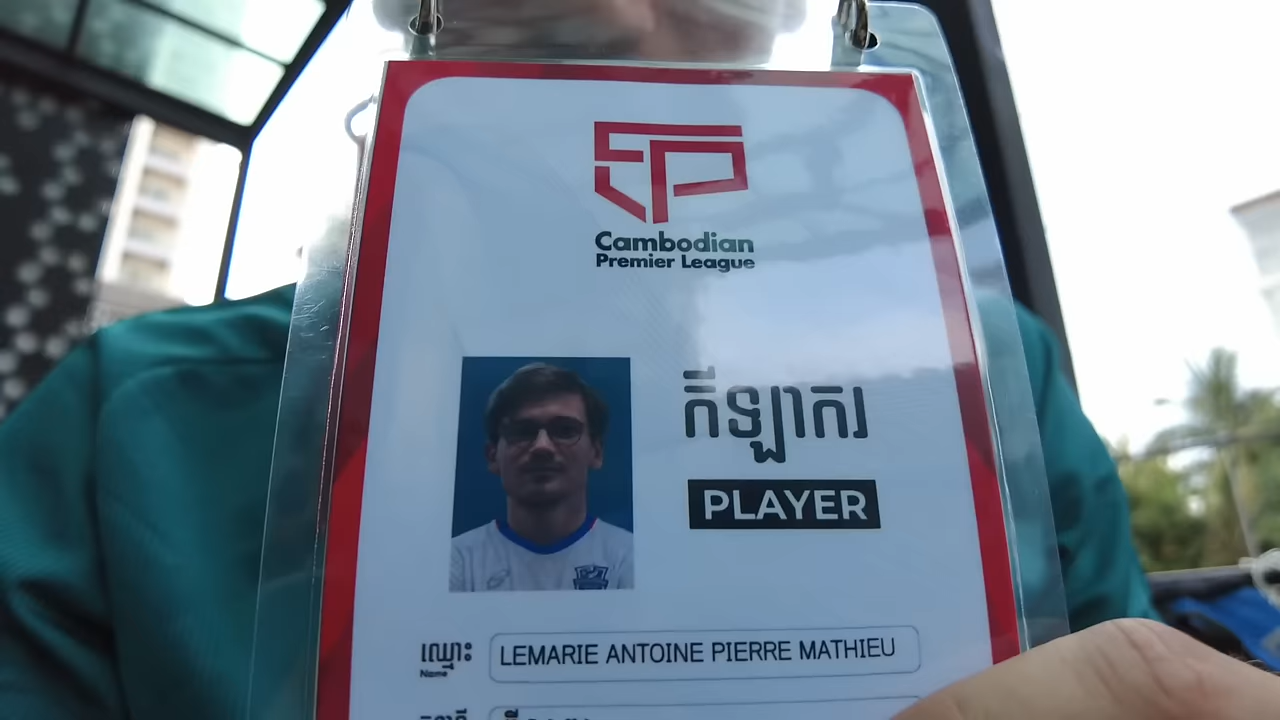 Cambodian
Premier League
កីឡាករ
PLAYER
ឈ្មោះ
LEMARIE ANTOINE PIERRE MATHIEU
Name